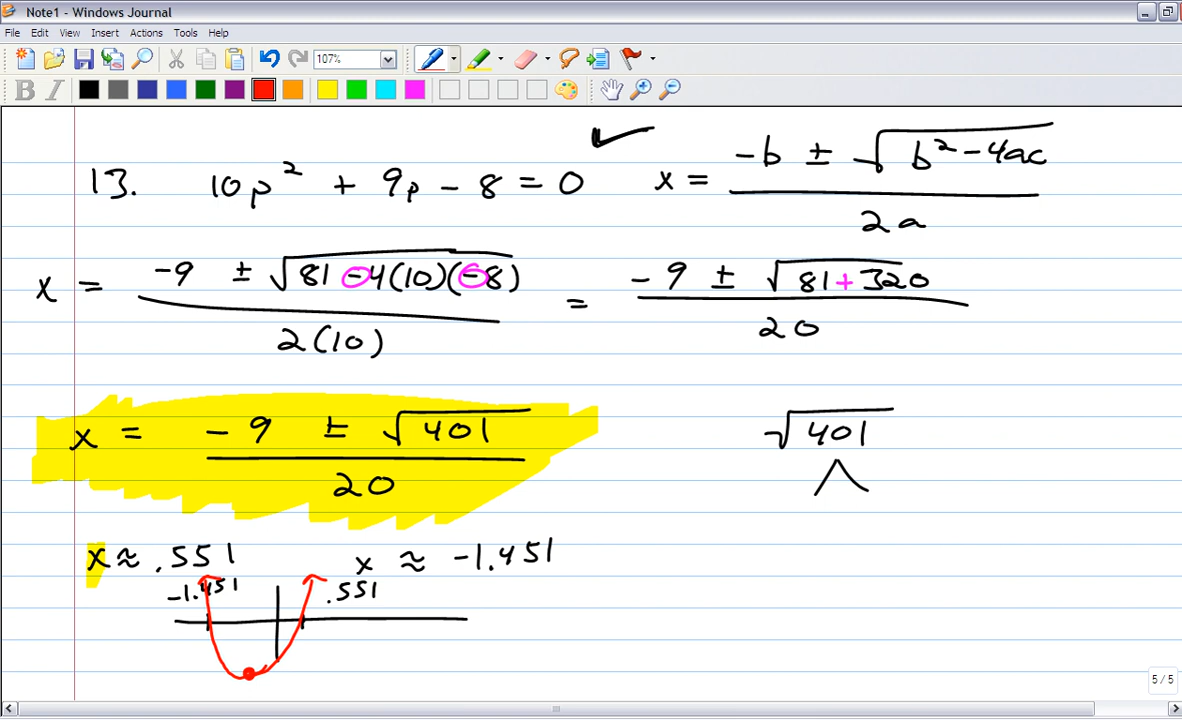 Note1 - Windows Journal
File Edit View Insert Actions Tools Help
107%
B I
13. 10p² + 9p - 8 = 0 ✓ x = (-b ± √(b² - 4ac)) / 2a
x = (-9 ± √(81 - 4(10)(-8))) / 2(10) = (-9 ± √(81 + 320)) / 20
x = (-9 ± √401) / 20 √401
x ≈ .551 x ≈ -1.451
-1.451 .551
5 / 5